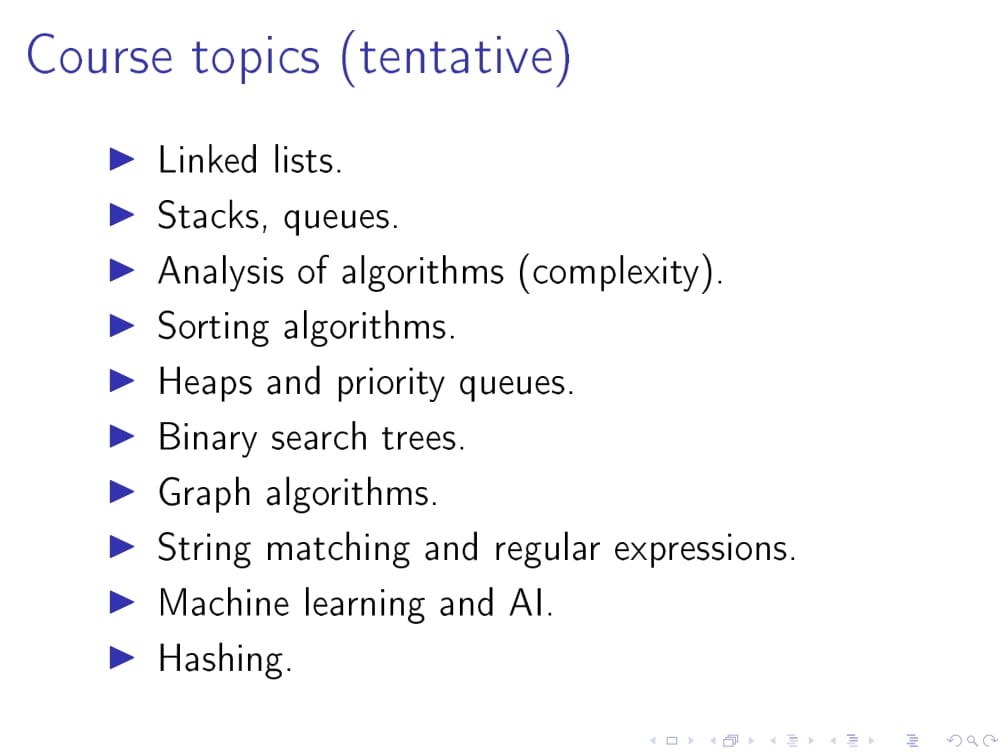 Course topics (tentative)
Linked lists.
Stacks, queues.
Analysis of algorithms (complexity).
Sorting algorithms.
Heaps and priority queues.
Binary search trees.
Graph algorithms.
String matching and regular expressions.
Machine learning and AI.
Hashing.